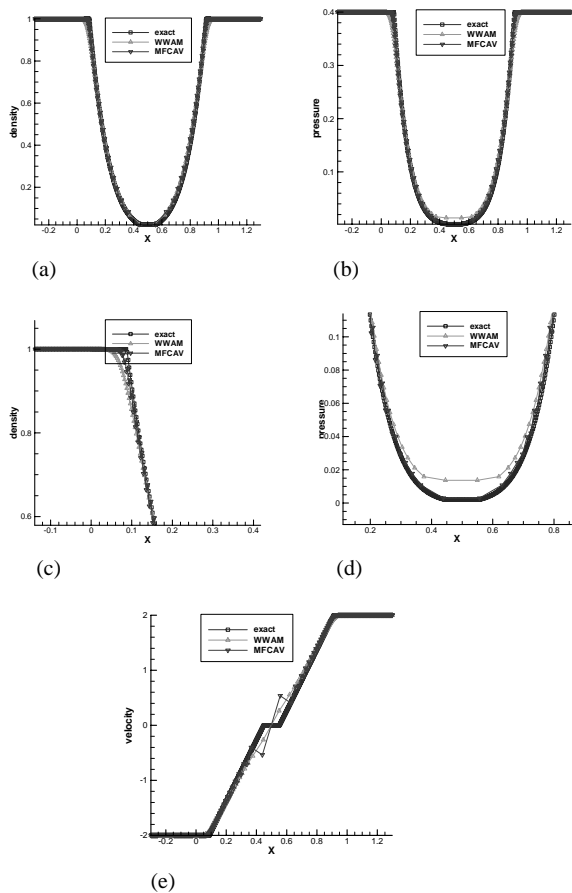 density
1
0.8
0.6
0.4
0.2
exact
WWAM
MFCAV
-0.2 0 0.2 0.4 0.6 0.8 1 1.2
X
(a)
pressure
0.4
0.3
0.2
0.1
exact
WWAM
MFCAV
-0.2 0 0.2 0.4 0.6 0.8 1 1.2
X
(b)
density
1
0.9
0.8
0.7
0.6
exact
WWAM
MFCAV
-0.1 0 0.1 0.2 0.3 0.4
X
(c)
pressure
0.1
0.08
0.06
0.04
0.02
0
exact
WWAM
MFCAV
0.2 0.4 0.6 0.8
X
(d)
velocity
2
1
0
-1
-2
exact
WWAM
MFCAV
-0.2 0 0.2 0.4 0.6 0.8 1 1.2
X
(e)